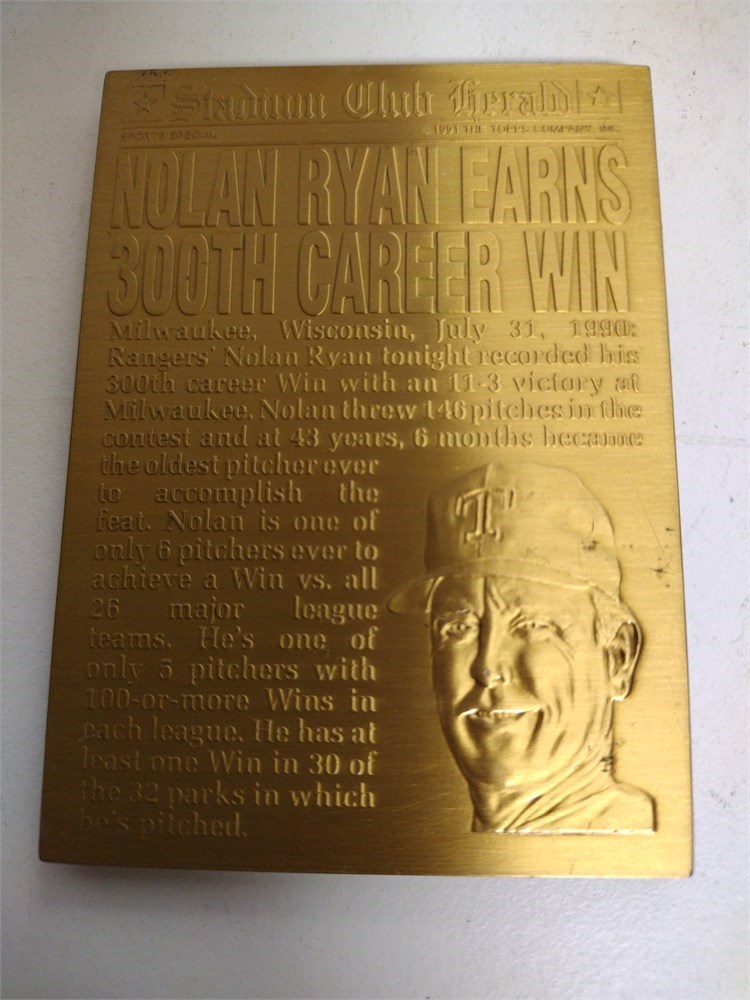 Stadium Club Herald
SPORTS SPECIAL
© 1991 THE TOPPS COMPANY, INC.
NOLAN RYAN EARNS
300TH CAREER WIN
Milwaukee, Wisconsin, July 31, 1990:
Rangers' Nolan Ryan tonight recorded his
300th career Win with an 11-3 victory at
Milwaukee. Nolan threw 146 pitches in the
contest and at 43 years, 6 months became
the oldest pitcher ever
to accomplish the
feat. Nolan is one of
only 6 pitchers ever to
achieve a Win vs. all
26 major league
teams. He's one of
only 5 pitchers with
100-or-more Wins in
each league. He has at
least one Win in 30 of
the 32 parks in which
he's pitched.
T